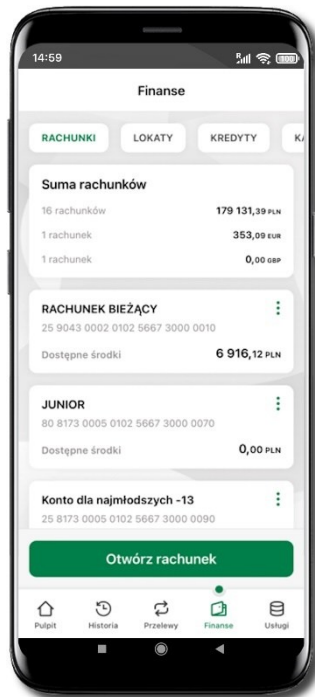 14:59
100
Finanse
RACHUNKI LOKATY KREDYTY
Suma rachunków
16 rachunków 179 131,39 PLN
1 rachunek 353,09 EUR
1 rachunek 0,00 GBP
RACHUNEK BIEŻĄCY
25 9043 0002 0102 5667 3000 0010
Dostępne środki 6 916,12 PLN
JUNIOR
80 8173 0005 0102 5667 3000 0070
Dostępne środki 0,00 PLN
Konto dla najmłodszych -13
25 8173 0005 0102 5667 3000 0090
Otwórz rachunek
Pulpit Historia Przelewy Finanse Usługi